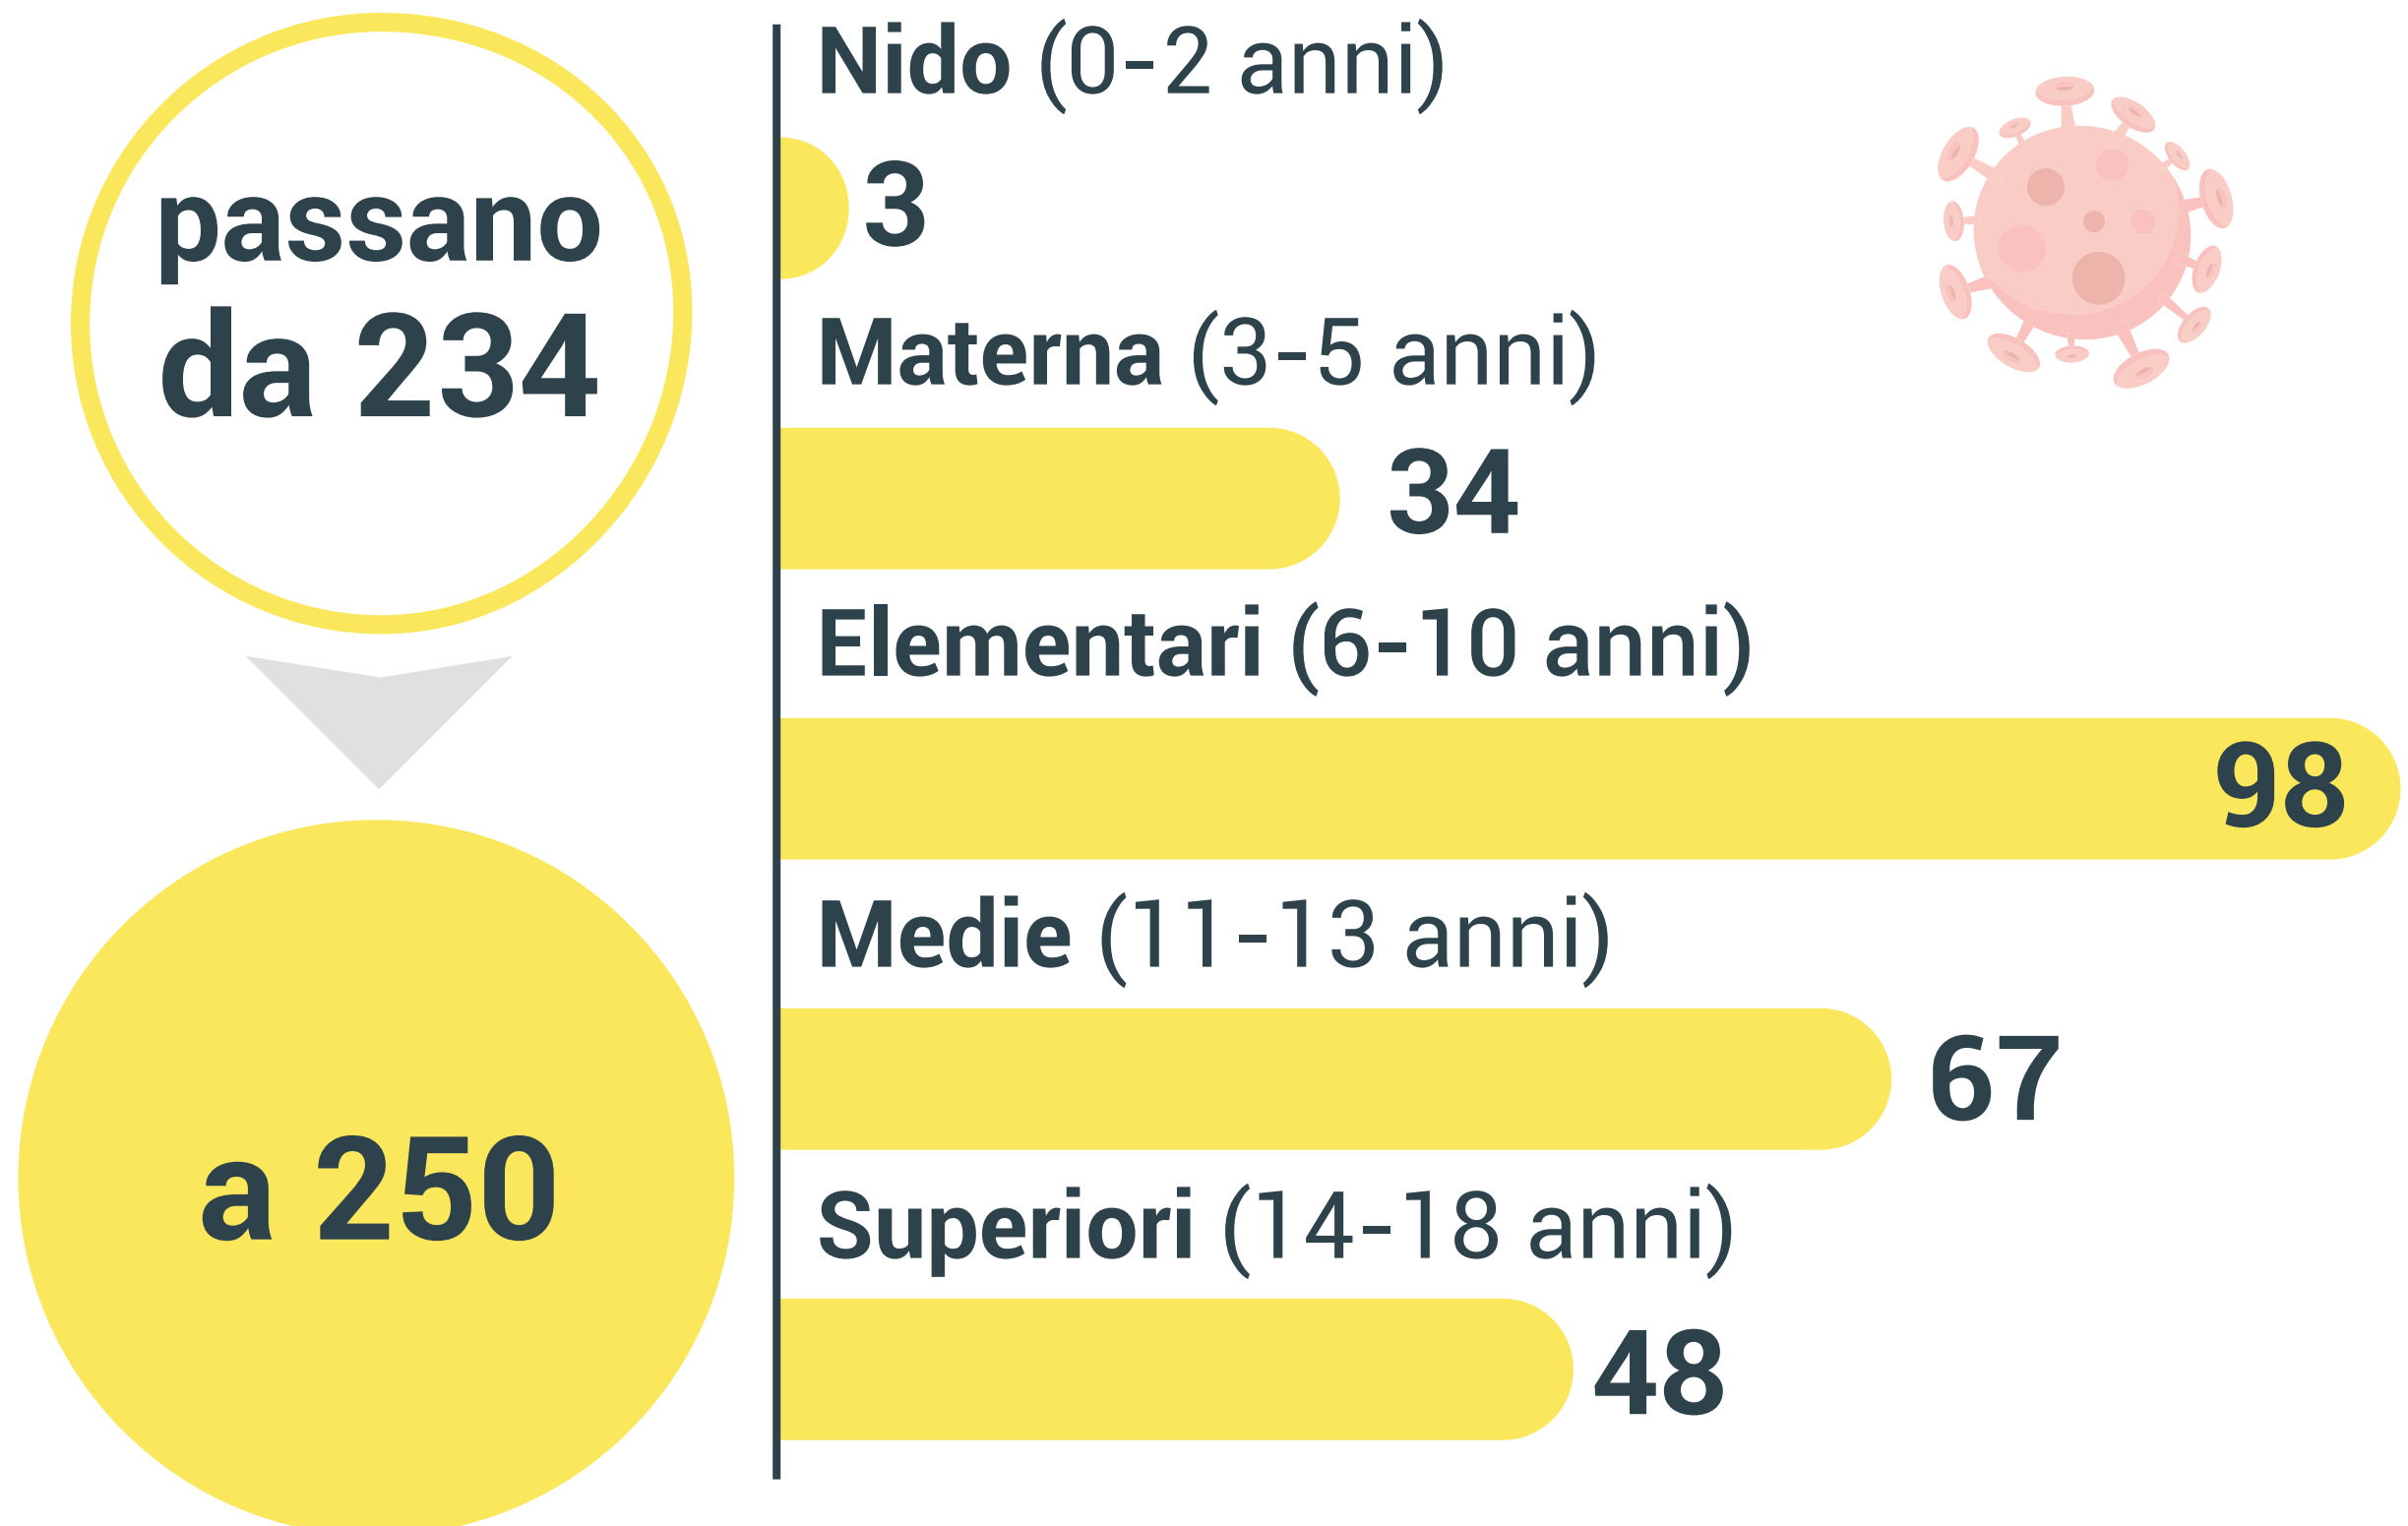 passano
da 234
a 250
Nido (0-2 anni)
3
Materna (3-5 anni)
34
Elementari (6-10 anni)
98
Medie (11-13 anni)
67
Superiori (14-18 anni)
48